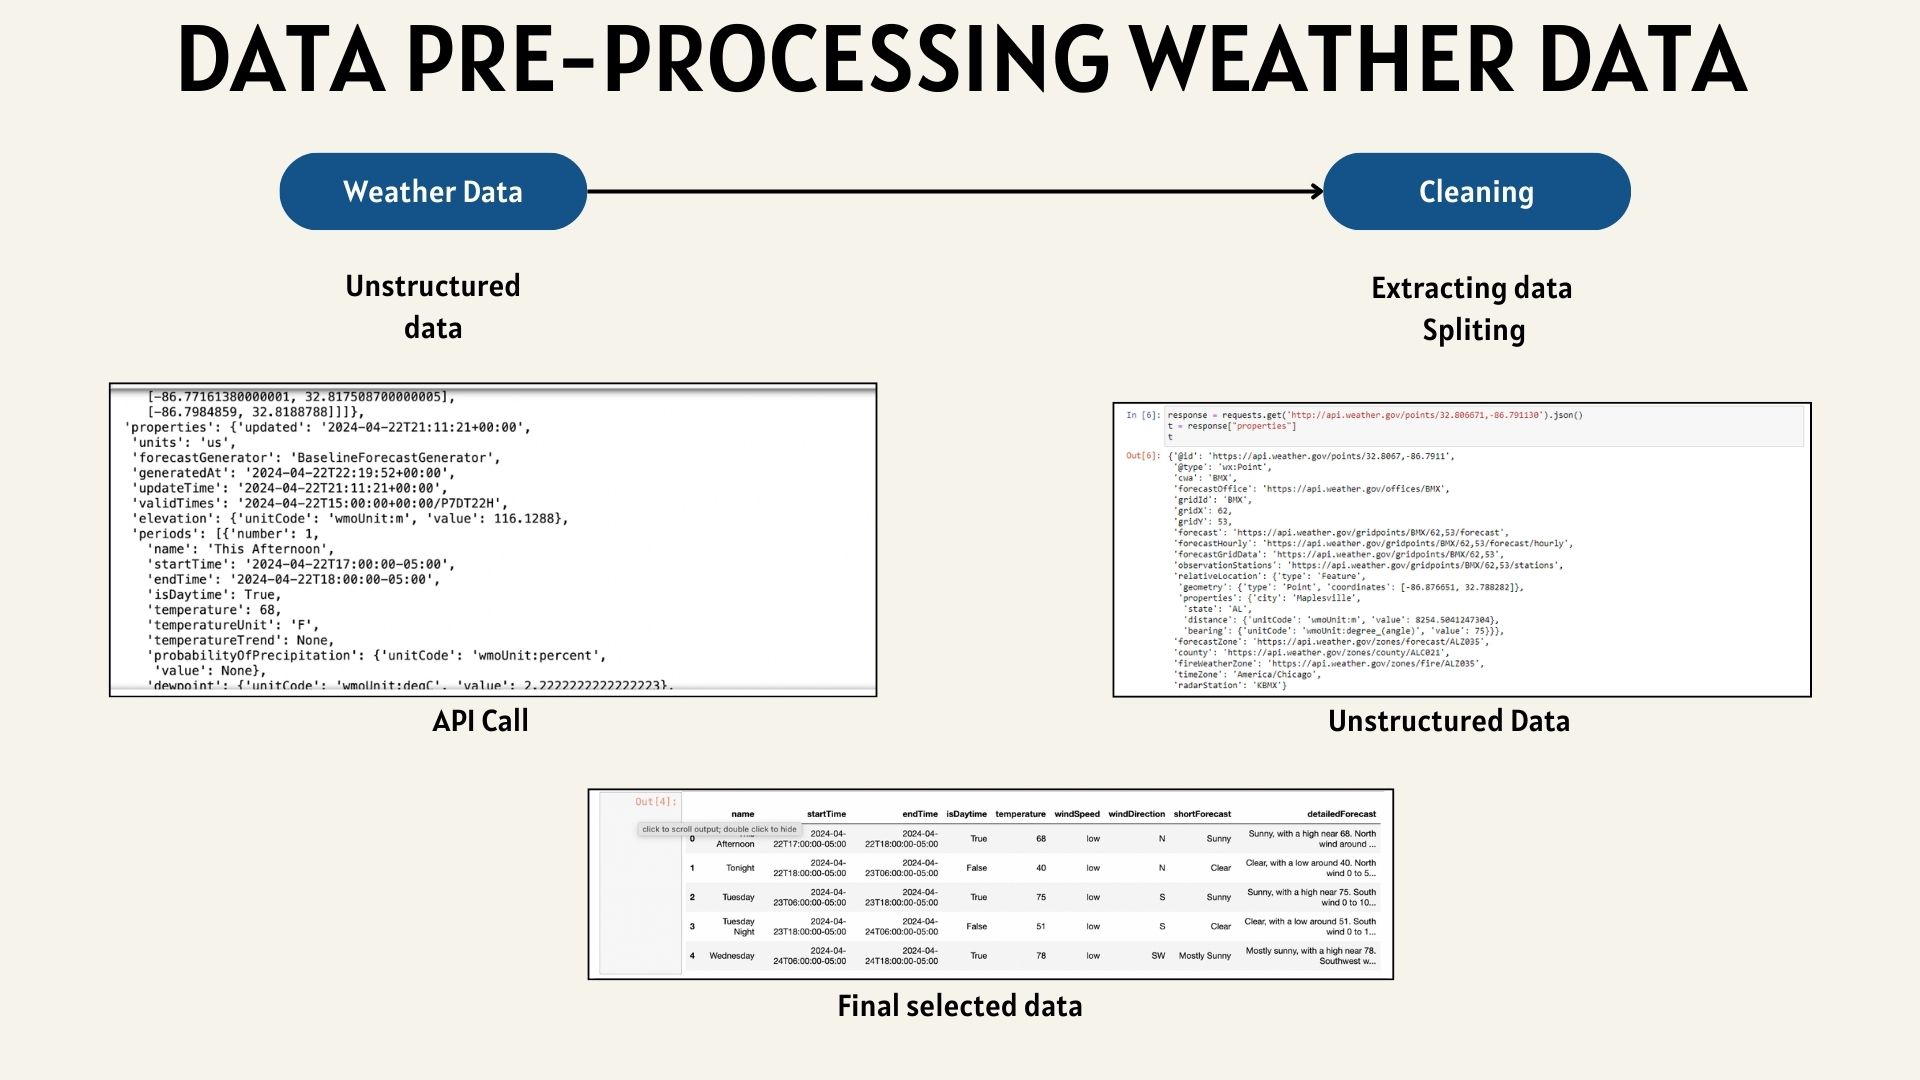 DATA PRE-PROCESSING WEATHER DATA
Weather Data
Cleaning
Unstructured
data
Extracting data
Spliting
[-86.77161380000001, 32.817508700000005],
[-86.7984859, 32.8188788]]]},
'properties': {'updated': '2024-04-22T21:11:21+00:00',
'units': 'us',
'forecastGenerator': 'BaselineForecastGenerator',
'generatedAt': '2024-04-22T22:19:52+00:00',
'updateTime': '2024-04-22T21:11:21+00:00',
'validTimes': '2024-04-22T15:00:00+00:00/P7DT22H',
'elevation': {'unitCode': 'wmoUnit:m', 'value': 116.1288},
'periods': [{'number': 1,
'name': 'This Afternoon',
'startTime': '2024-04-22T17:00:00-05:00',
'endTime': '2024-04-22T18:00:00-05:00',
'isDaytime': True,
'temperature': 68,
'temperatureUnit': 'F',
'temperatureTrend': None,
'probabilityOfPrecipitation': {'unitCode': 'wmoUnit:percent',
'value': None},
'dewpoint': {'unitCode': 'wmoUnit:degC', 'value': 2.2222222222222223},
API Call
In [6]: response = requests.get('http://api.weather.gov/points/32.806671,-86.791130').json()
t = response["properties"]
t
Out[6]: {'@id': 'https://api.weather.gov/points/32.8067,-86.7911',
'@type': 'wx:Point',
'cwa': 'BMX',
'forecastOffice': 'https://api.weather.gov/offices/BMX',
'gridId': 'BMX',
'gridX': 62,
'gridY': 53,
'forecast': 'https://api.weather.gov/gridpoints/BMX/62,53/forecast',
'forecastHourly': 'https://api.weather.gov/gridpoints/BMX/62,53/forecast/hourly',
'forecastGridData': 'https://api.weather.gov/gridpoints/BMX/62,53',
'observationStations': 'https://api.weather.gov/gridpoints/BMX/62,53/stations',
'relativeLocation': {'type': 'Feature',
'geometry': {'type': 'Point', 'coordinates': [-86.876651, 32.788282]},
'properties': {'city': 'Maplesville',
'state': 'AL',
'distance': {'unitCode': 'wmoUnit:m', 'value': 8254.5041247304},
'bearing': {'unitCode': 'wmoUnit:degree_(angle)', 'value': 75}}},
'forecastZone': 'https://api.weather.gov/zones/forecast/ALZ035',
'county': 'https://api.weather.gov/zones/county/ALC021',
'fireWeatherZone': 'https://api.weather.gov/zones/fire/ALZ035',
'timeZone': 'America/Chicago',
'radarStation': 'KBMX'}
Unstructured Data
Out[4]:
name startTime endTime isDaytime temperature windSpeed windDirection shortForecast detailedForecast
click to scroll output; double click to hide
2024-04- 2024-04- Sunny, with a high near 68. North
0 Afternoon 22T17:00:00-05:00 22T18:00:00-05:00 True 68 low N Sunny wind around ...
2024-04- 2024-04- Clear, with a low around 40. North
1 Tonight 22T18:00:00-05:00 23T06:00:00-05:00 False 40 low N Clear wind 0 to 5...
2024-04- 2024-04- Sunny, with a high near 75. South
2 Tuesday 23T06:00:00-05:00 23T18:00:00-05:00 True 75 low S Sunny wind 0 to 10...
Tuesday 2024-04- 2024-04- Clear, with a low around 51. South
3 Night 23T18:00:00-05:00 24T06:00:00-05:00 False 51 low S Clear wind 0 to 1...
2024-04- 2024-04- Mostly sunny, with a high near 78.
4 Wednesday 24T06:00:00-05:00 24T18:00:00-05:00 True 78 low SW Mostly Sunny Southwest w...
Final selected data